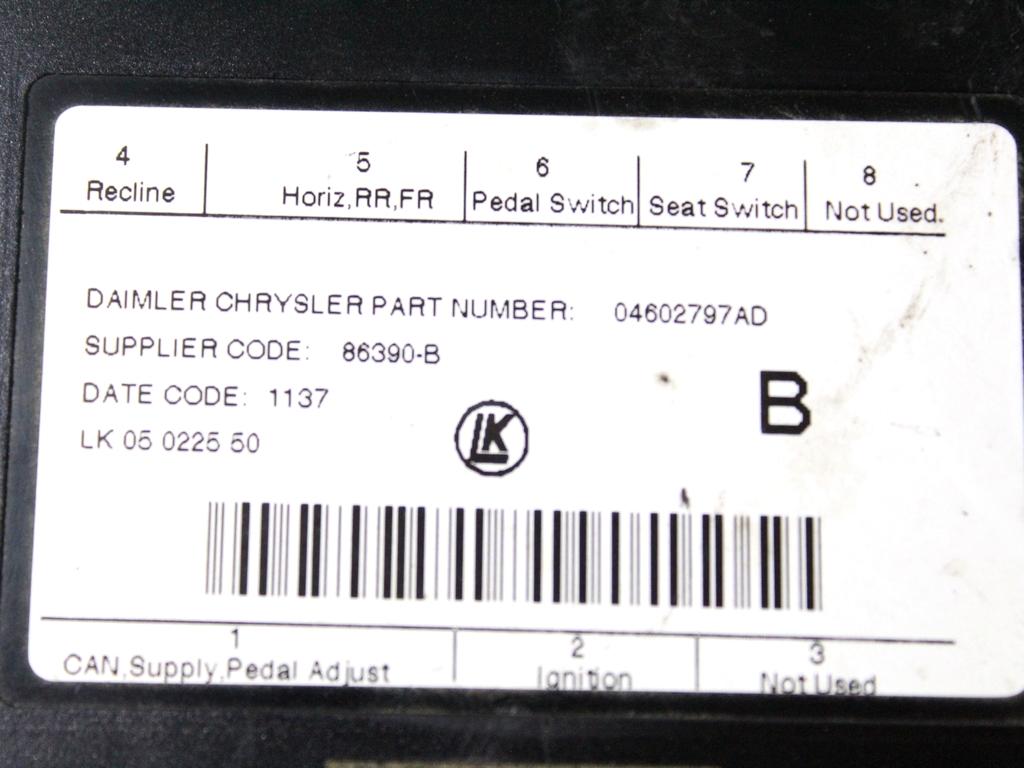 4 5 6 7 8
Recline Horiz,RR,FR Pedal Switch Seat Switch Not Used.
DAIMLER CHRYSLER PART NUMBER: 04602797AD
SUPPLIER CODE: 86390-B
DATE CODE: 1137
LK 05 0225 50
LK
B
1 2 3
CAN,Supply,Pedal Adjust Ignition Not Used